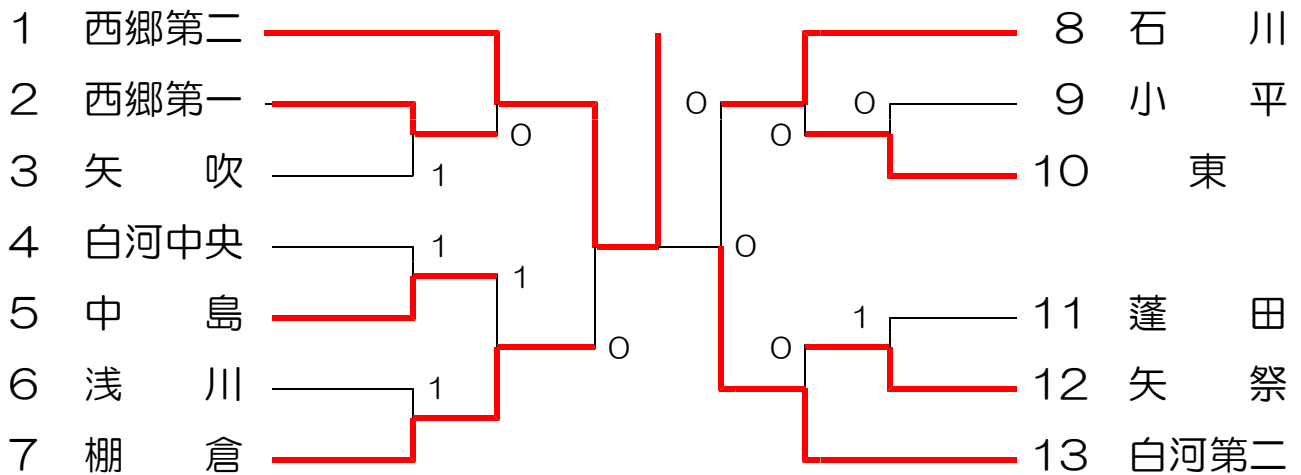 1 西郷第二
8 石川
2 西郷第一
0 0
9 小平
0 0
3 矢吹
1
10 東
4 白河中央
1
0
1
5 中島
1
11 蓬田
0 0
6 浅川
1
12 矢祭
7 棚倉
13 白河第二